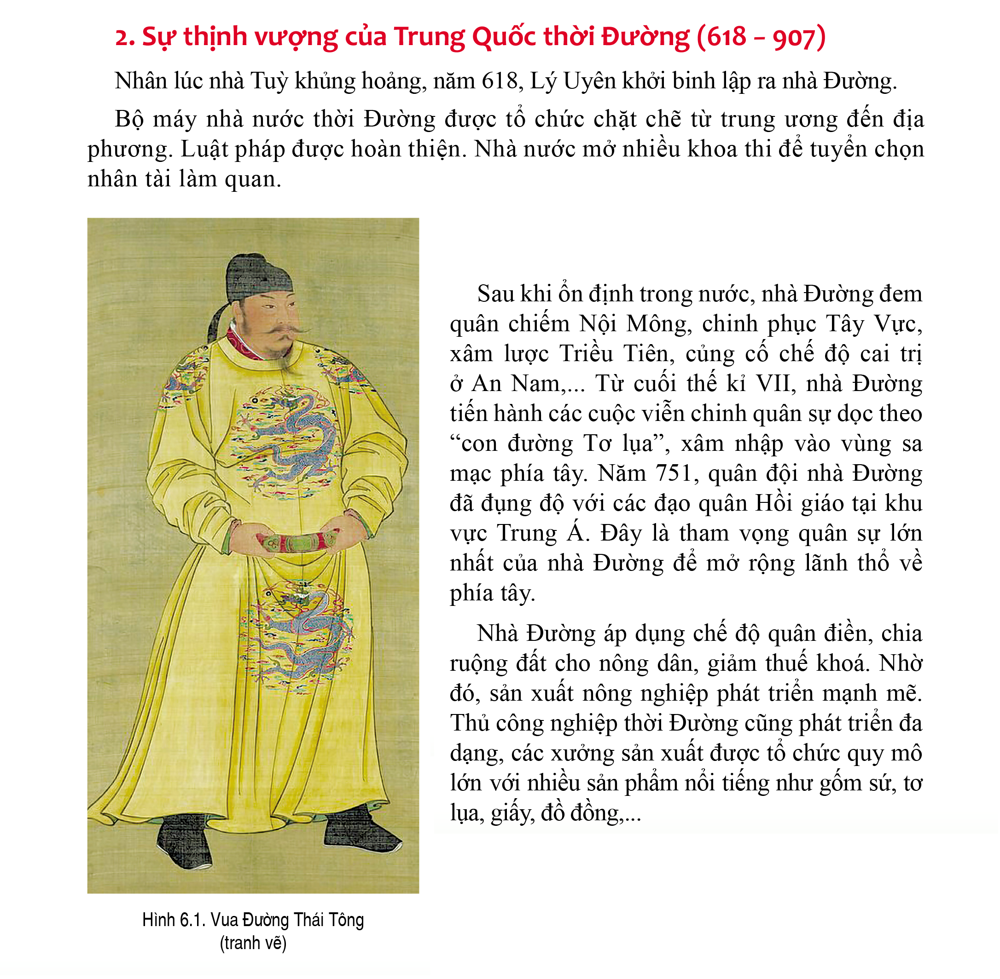 2. Sự thịnh vượng của Trung Quốc thời Đường (618 – 907)
Nhân lúc nhà Tuỳ khủng hoảng, năm 618, Lý Uyên khởi binh lập ra nhà Đường.
Bộ máy nhà nước thời Đường được tổ chức chặt chẽ từ trung ương đến địa
phương. Luật pháp được hoàn thiện. Nhà nước mở nhiều khoa thi để tuyển chọn
nhân tài làm quan.
Sau khi ổn định trong nước, nhà Đường đem
quân chiếm Nội Mông, chinh phục Tây Vực,
xâm lược Triều Tiên, củng cố chế độ cai trị
ở An Nam,... Từ cuối thế kỉ VII, nhà Đường
tiến hành các cuộc viễn chinh quân sự dọc theo
“con đường Tơ lụa”, xâm nhập vào vùng sa
mạc phía tây. Năm 751, quân đội nhà Đường
đã đụng độ với các đạo quân Hồi giáo tại khu
vực Trung Á. Đây là tham vọng quân sự lớn
nhất của nhà Đường để mở rộng lãnh thổ về
phía tây.
Nhà Đường áp dụng chế độ quân điền, chia
ruộng đất cho nông dân, giảm thuế khoá. Nhờ
đó, sản xuất nông nghiệp phát triển mạnh mẽ.
Thủ công nghiệp thời Đường cũng phát triển đa
dạng, các xưởng sản xuất được tổ chức quy mô
lớn với nhiều sản phẩm nổi tiếng như gốm sứ, tơ
lụa, giấy, đồ đồng,...
Hình 6.1. Vua Đường Thái Tông
(tranh vẽ)